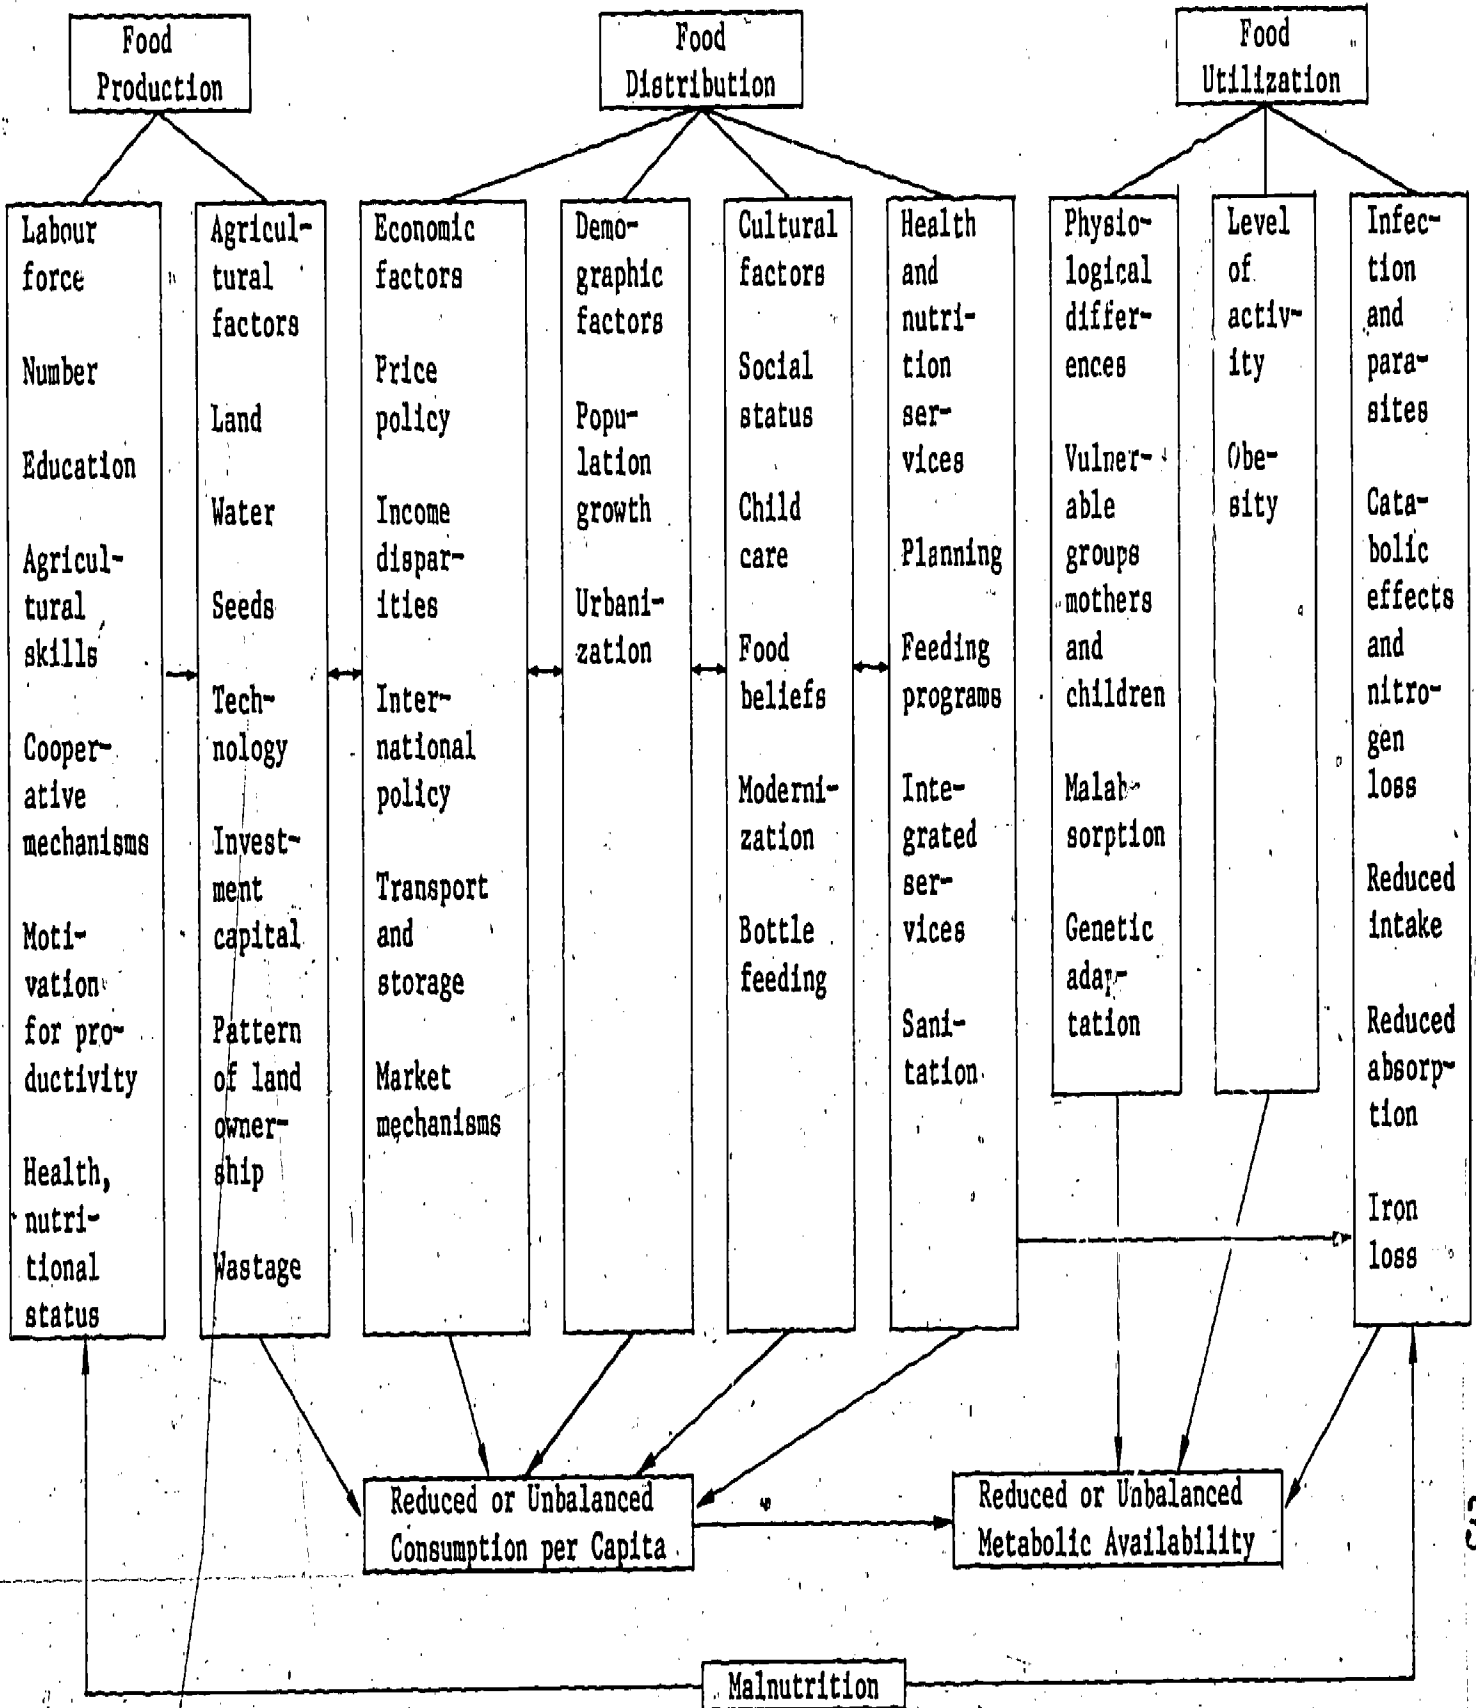 Food
Production
Food
Distribution
Food
Utilization
Labour
force
Number
Education
Agricul-
tural
skills
Cooper-
ative
mechanisms
Moti-
vation
for pro-
ductivity
Health,
nutri-
tional
status
Agricul-
tural
factors
Land
Water
Seeds
Tech-
nology
Invest-
ment
capital
Pattern
of land
owner-
ship
Wastage
Economic
factors
Price
policy
Income
dispar-
ities
Inter-
national
policy
Transport
and
storage
Market
mechanisms
Demo-
graphic
factors
Popu-
lation
growth
Urbani-
zation
Cultural
factors
Social
status
Child
care
Food
beliefs
Moderni-
zation
Bottle
feeding
Health
and
nutri-
tion
ser-
vices
Planning
Feeding
programs
Inte-
grated
ser-
vices
Sani-
tation
Physio-
logical
differ-
ences
Vulner-
able
groups
mothers
and
children
Malab-
sorption
Genetic
adap-
tation
Level
of
activ-
ity
Obe-
sity
Infec-
tion
and
para-
sites
Cata-
bolic
effects
and
nitro-
gen
loss
Reduced
intake
Reduced
absorp-
tion
Iron
loss
Reduced or Unbalanced
Consumption per Capita
Reduced or Unbalanced
Metabolic Availability
Malnutrition